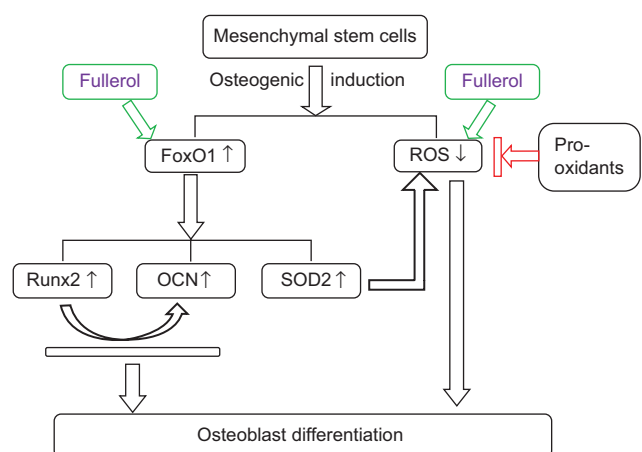 Mesenchymal stem cells
Fullerol
Osteogenic induction
Fullerol
FoxO1 ↑
ROS ↓
Pro-
oxidants
Runx2 ↑
OCN↑
SOD2 ↑
Osteoblast differentiation